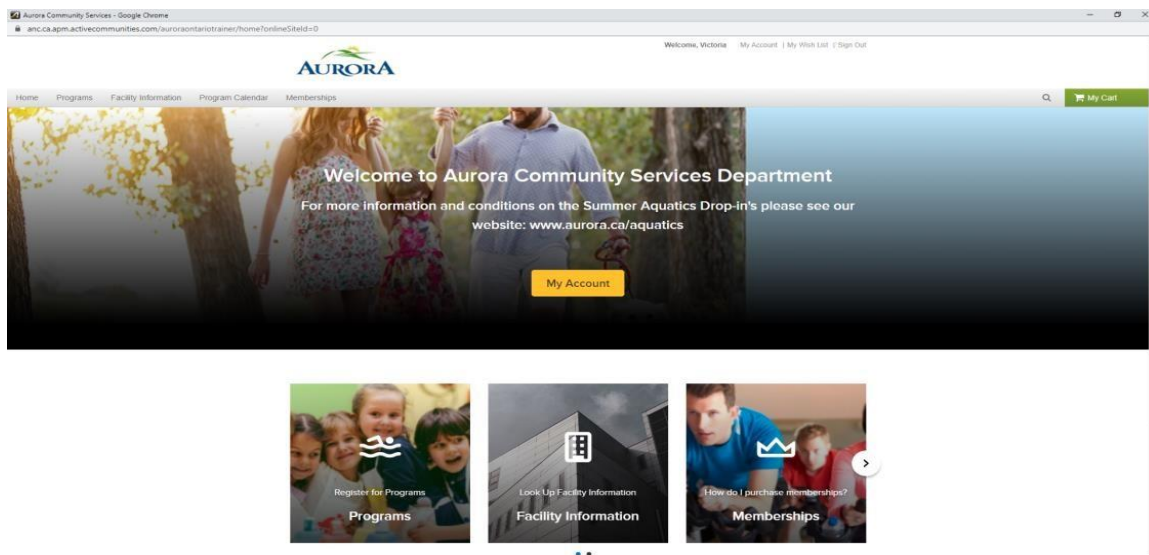 Aurora Community Services - Google Chrome
anc.ca.apm.activecommunities.com/auroraontariotrainer/home?onlineSiteId=0
Welcome, Victoria My Account | My Wish List | Sign Out
AURORA
Home Programs Facility Information Program Calendar Memberships My Cart
Welcome to Aurora Community Services Department
For more information and conditions on the Summer Aquatics Drop-in's please see our
website: www.aurora.ca/aquatics
My Account
Register for Programs Look Up Facility Information How do I purchase memberships?
Programs Facility Information Memberships